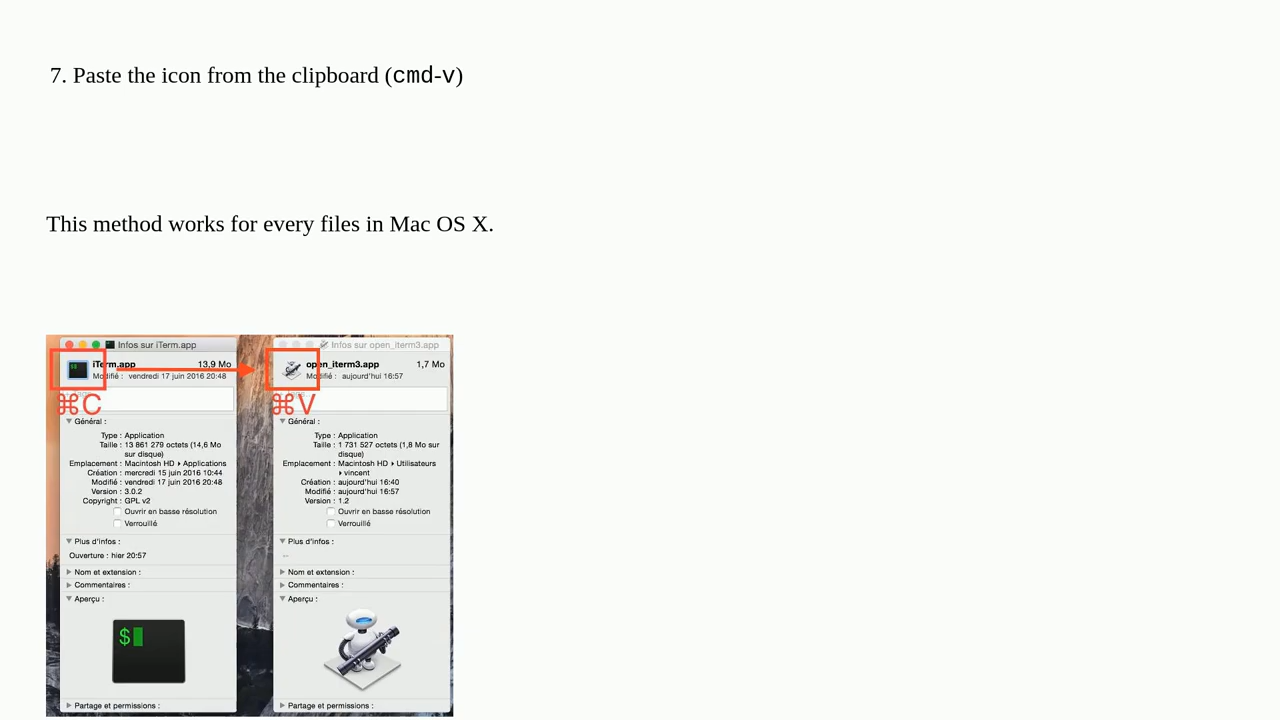 7. Paste the icon from the clipboard (cmd-v)
This method works for every files in Mac OS X.
Infos sur iTerm.app
iTerm.app 13,9 Mo
Modifié : vendredi 17 juin 2016 20:48
⌘C
Général :
Type : Application
Taille : 13 861 279 octets (14,6 Mo
sur disque)
Emplacement : Macintosh HD ▸ Applications
Création : mercredi 15 juin 2016 10:44
Modifié : vendredi 17 juin 2016 20:48
Version : 3.0.2
Copyright : GPL v2
Ouvrir en basse résolution
Verrouillé
Plus d'infos :
Ouverture : hier 20:57
Nom et extension :
Commentaires :
Aperçu :
$
Partage et permissions :
Infos sur open_iterm3.app
open_iterm3.app 1,7 Mo
Modifié : aujourd'hui 16:57
⌘V
Général :
Type : Application
Taille : 1 731 527 octets (1,8 Mo sur
disque)
Emplacement : Macintosh HD ▸ Utilisateurs
▸ vincent
Création : aujourd'hui 16:40
Modifié : aujourd'hui 16:57
Version : 1.2
Ouvrir en basse résolution
Verrouillé
Plus d'infos :
--
Nom et extension :
Commentaires :
Aperçu :
Partage et permissions :